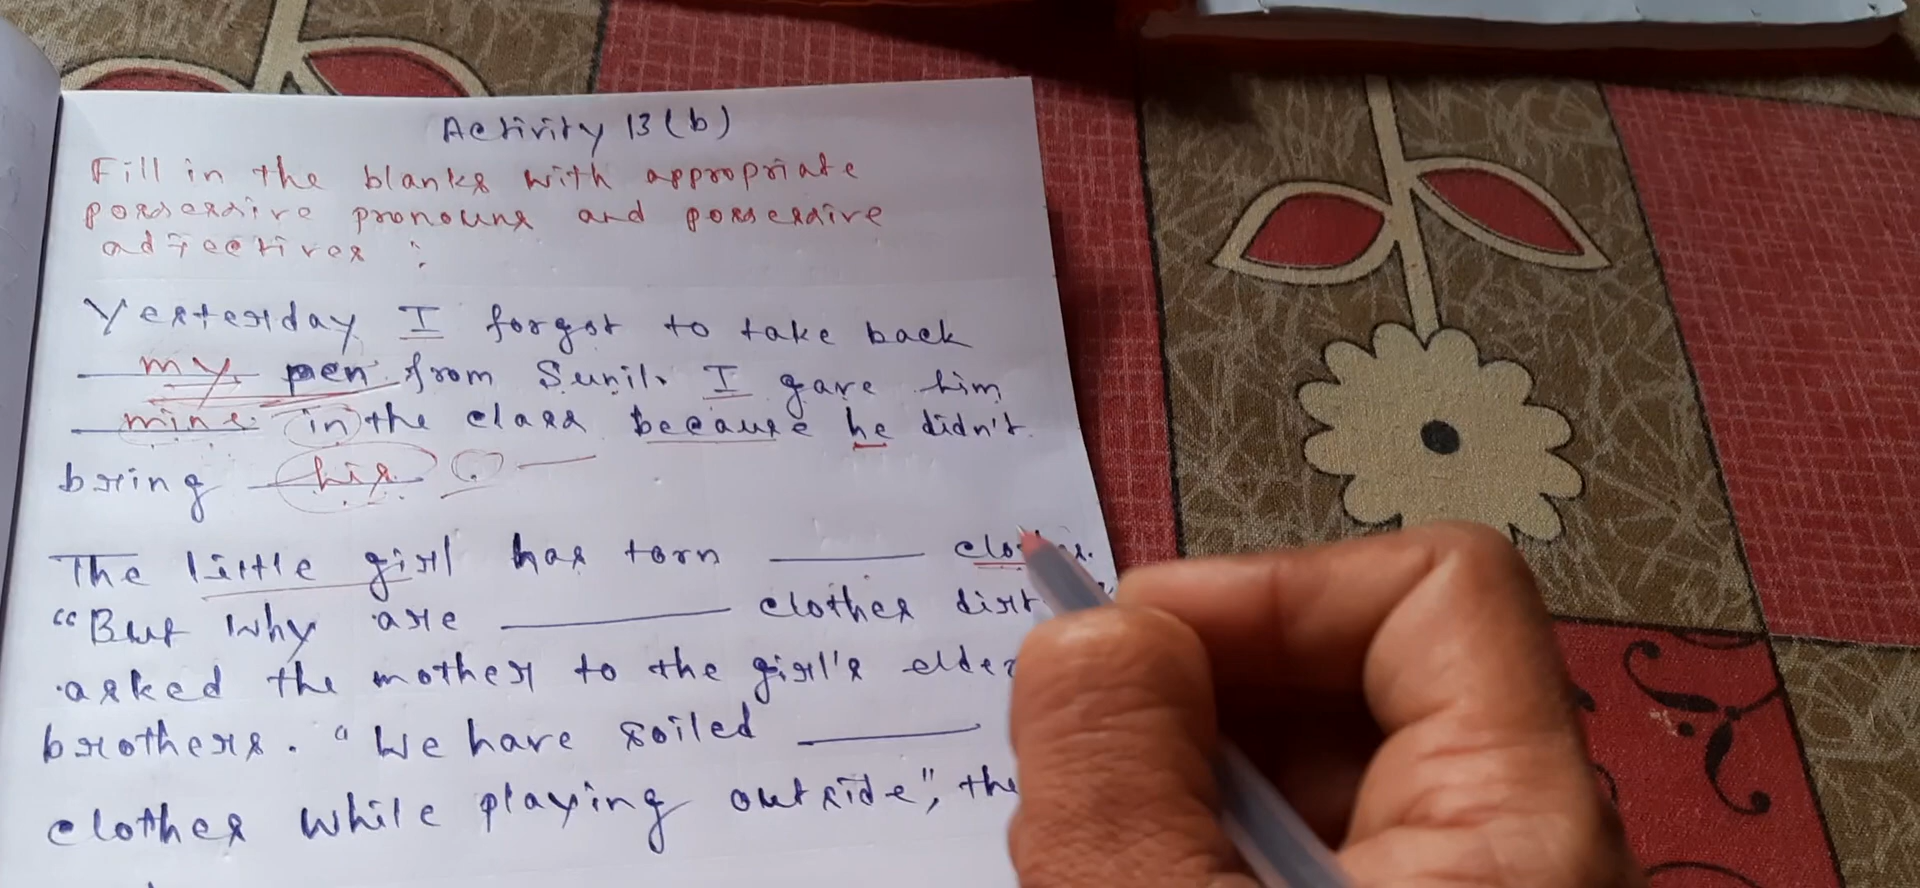 Activity 13 (b)
Fill in the blanks with appropriate
possessive pronouns and possessive
adjectives :
Yesterday I forgot to take back
my pen from Sunil. I gave him
mine in the class because he didn't
bring his.
The little girl has torn ______ clothes.
"But why are ______ clothes
asked the mother to the girl's elder
brothers. "We have soiled ______
clothes while playing outside", the